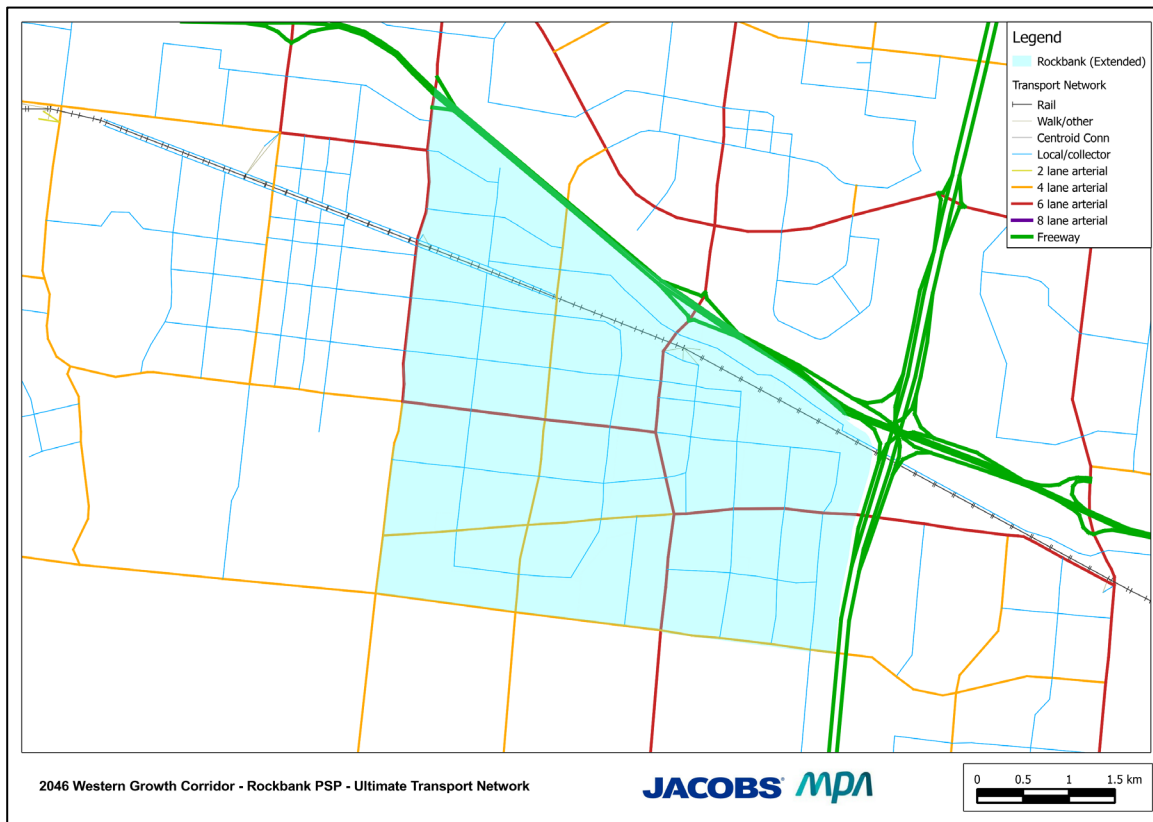 Legend
Rockbank (Extended)
Transport Network
Rail
Walk/other
Centroid Conn
Local/collector
2 lane arterial
4 lane arterial
6 lane arterial
8 lane arterial
Freeway
2046 Western Growth Corridor - Rockbank PSP - Ultimate Transport Network
JACOBS MPA
0 0.5 1 1.5 km